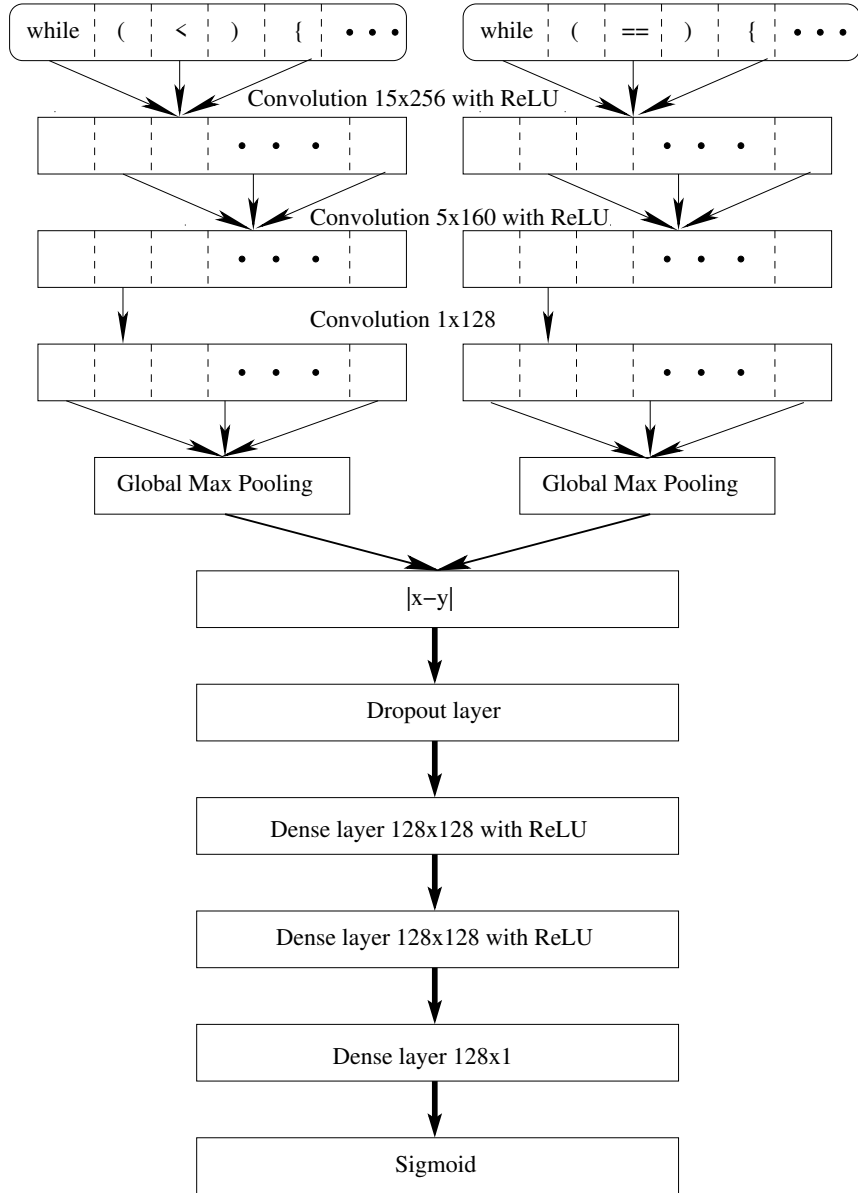 while ( < ) { • • • while ( == ) { • • •
Convolution 15x256 with ReLU
• • • • • •
Convolution 5x160 with ReLU
• • • • • •
Convolution 1x128
• • • • • •
Global Max Pooling Global Max Pooling
|x−y|
Dropout layer
Dense layer 128x128 with ReLU
Dense layer 128x128 with ReLU
Dense layer 128x1
Sigmoid